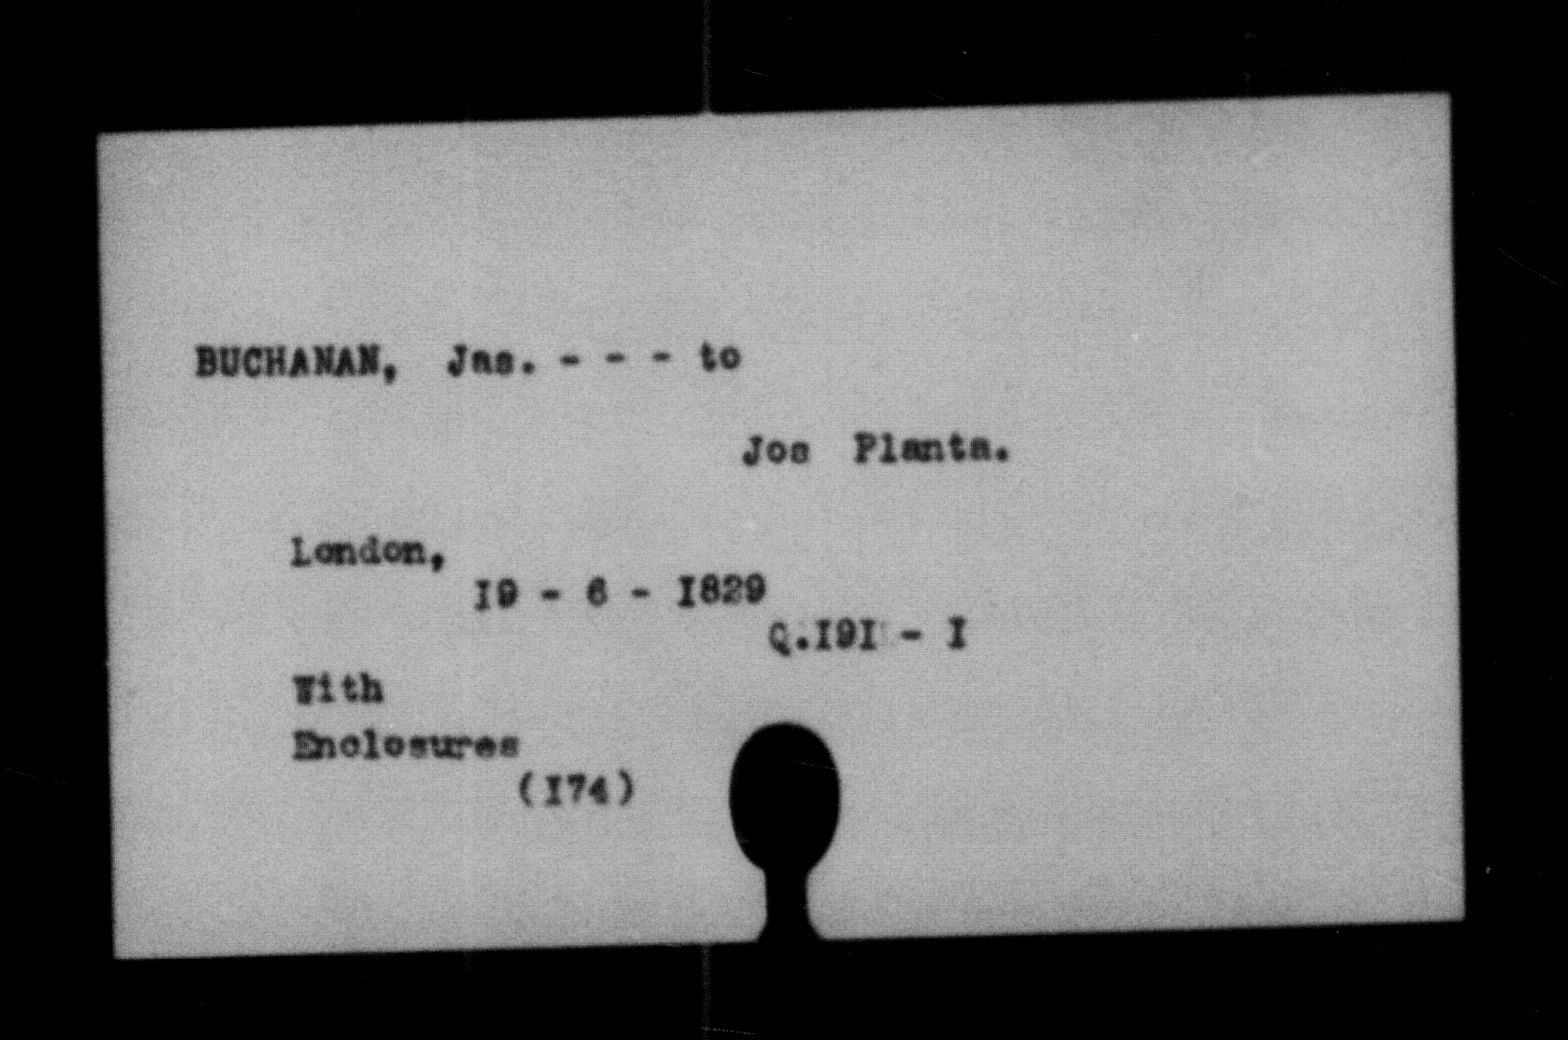 BUCHANAN, Jas. - - - to
Jos Planta.
London,
I9 - 6 - I829
Q.I9I - I
With
Enclosures
(I74)